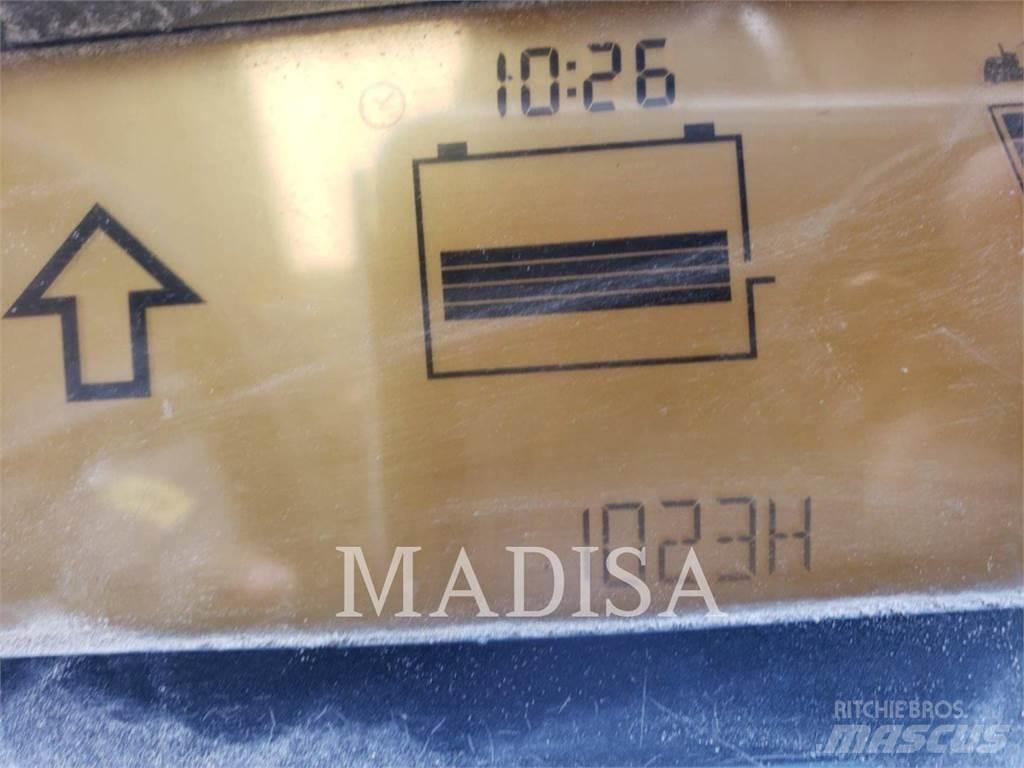 10:26
1023H
MADISA
RITCHIE BROS.
MASCUS